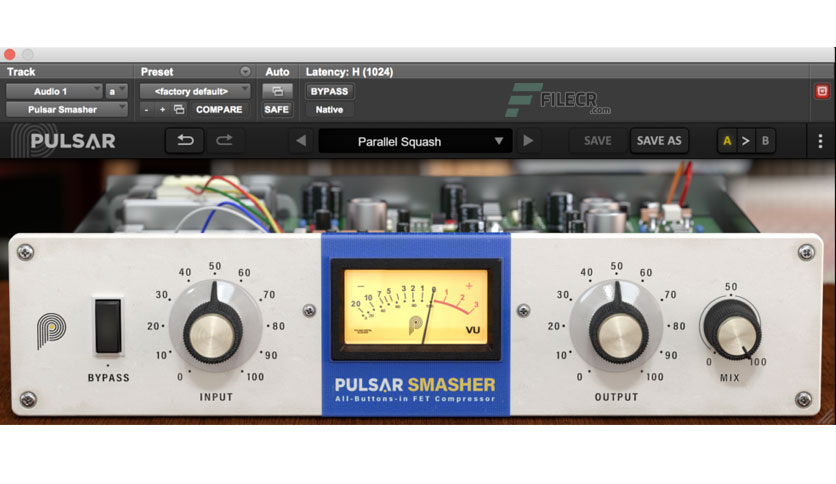 Track Preset Auto Latency: H (1024)
Audio 1 a <factory default> BYPASS
FILECR
.com
Pulsar Smasher - + COMPARE SAFE Native
PULSAR Parallel Squash SAVE SAVE AS A > B
40 50 60
30 70
20 80
10 90
0 100
INPUT
BYPASS
- +
20 10 7 5 3 2 1 0 1 2 3
VU
PULSAR SMASHER
All-Buttons-in FET Compressor
40 50 60
30 70
20 80
10 90
0 100
OUTPUT
50
0 100
MIX